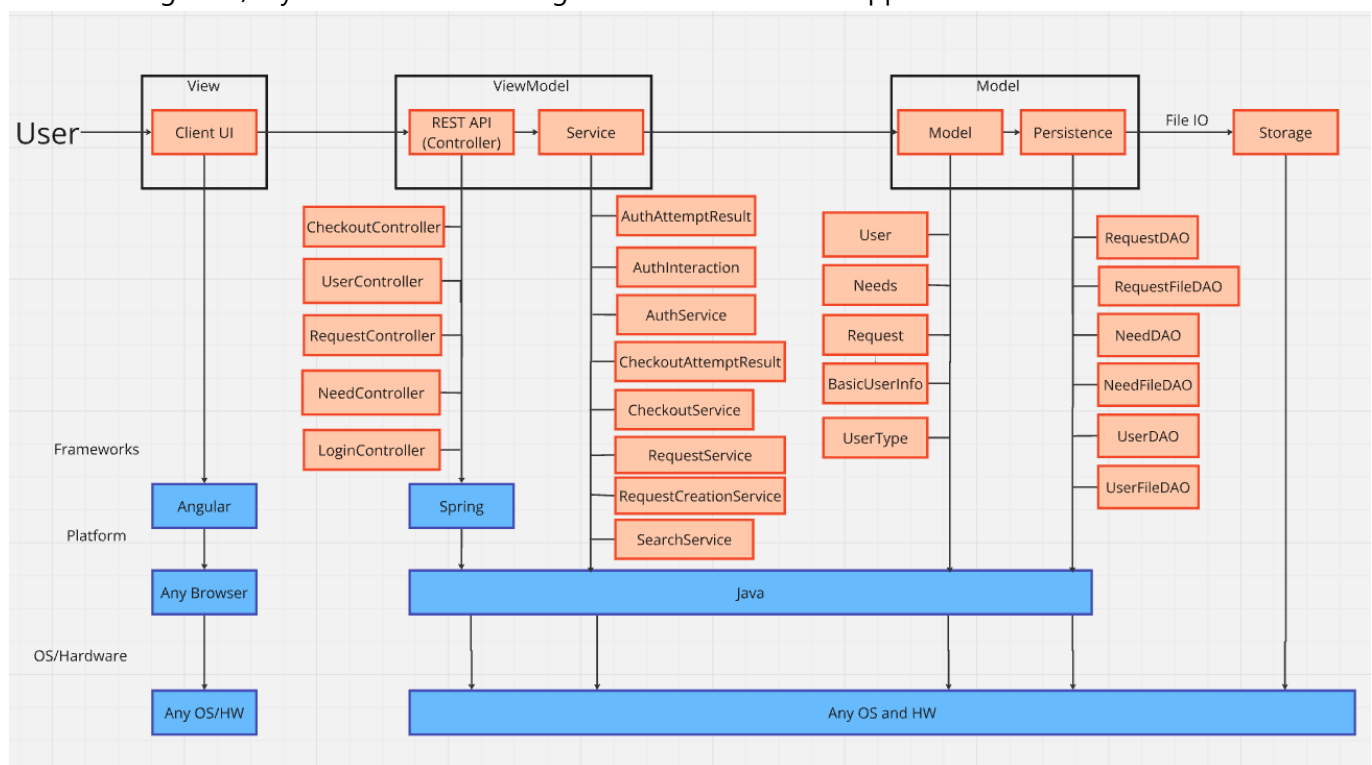 View
ViewModel
Model
User
Client UI
REST API
(Controller)
Service
Model
Persistence
File IO
Storage
CheckoutController
UserController
RequestController
NeedController
LoginController
AuthAttemptResult
AuthInteraction
AuthService
CheckoutAttemptResult
CheckoutService
RequestService
RequestCreationService
SearchService
User
Needs
Request
BasicUserInfo
UserType
RequestDAO
RequestFileDAO
NeedDAO
NeedFileDAO
UserDAO
UserFileDAO
Frameworks
Angular
Spring
Platform
Any Browser
Java
OS/Hardware
Any OS/HW
Any OS and HW